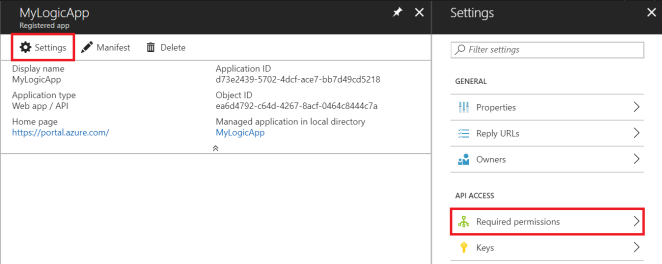 MyLogicApp
Registered app
Settings Manifest Delete
Display name
MyLogicApp
Application type
Web app / API
Home page
https://portal.azure.com/
Application ID
d73e2439-5702-4dcf-ace7-bb7d49cd5218
Object ID
ea6d4792-c64d-4267-8acf-0464c8444c7a
Managed application in local directory
MyLogicApp
Settings
Filter settings
GENERAL
Properties
Reply URLs
Owners
API ACCESS
Required permissions
Keys